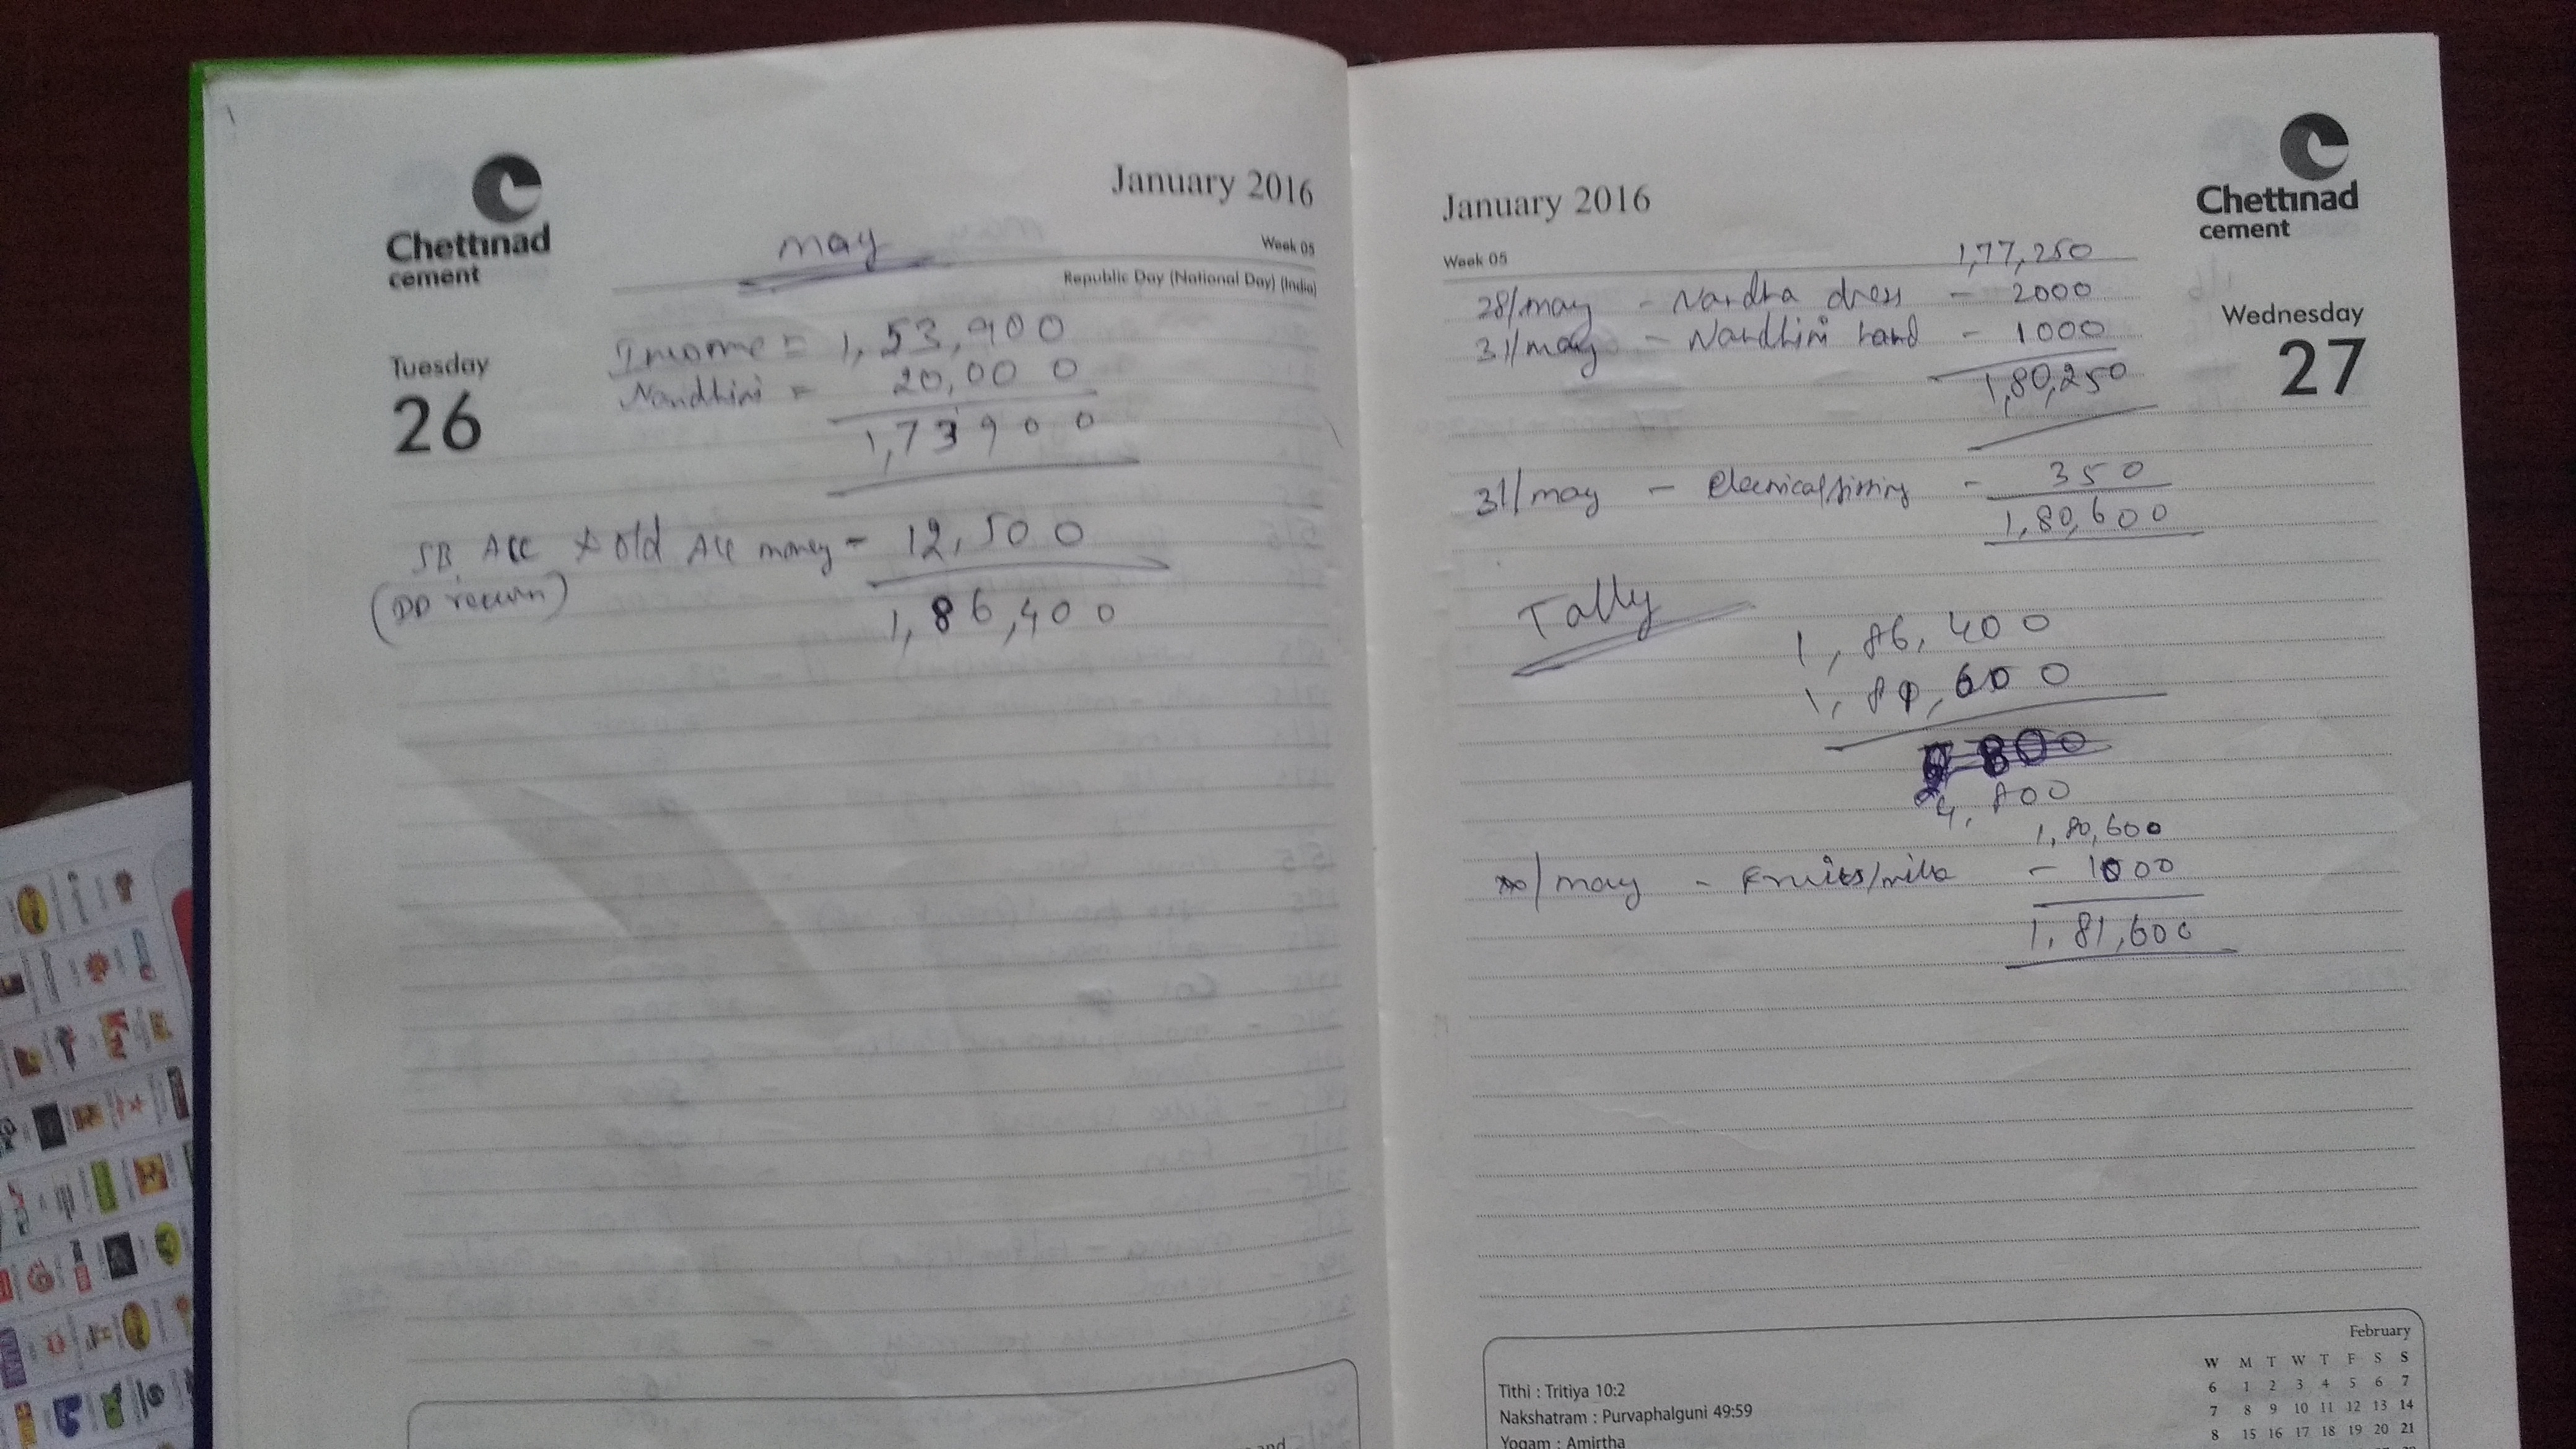 Chettinad
cement
January 2016
may
Week 05
Republic Day (National Day) (India)
Tuesday
26
Income = 1,53,900
Nandhini = 20,000
1,73900
SB Acc & Old Acc money = 12,500
(DD return)
1,86,400
January 2016
Chettinad
cement
Week 05
1,77,250
28/may - Nandha dress - 2000
31/may - Nandhini hand - 1000
Wednesday
27
1,80,250
31/may - Electrical fitting - 350
1,80,600
Tally
1,86,400
1,81,600
4,800
1,80,600
/may - Fruits/milk - 1000
1,81,600
February
W M T W T F S S
6 1 2 3 4 5 6 7
7 8 9 10 11 12 13 14
8 15 16 17 18 19 20 21
Tithi : Tritiya 10:2
Nakshatram : Purvaphalguni 49:59
Yogam : Amirtha